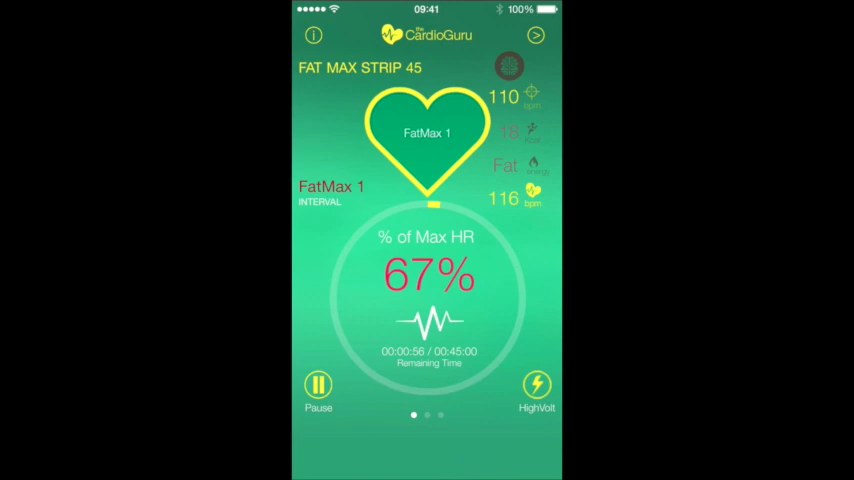 09:41
100%
the
CardioGuru
FAT MAX STRIP 45
110
bpm
FatMax 1
18
kcal
Fat
energy
FatMax 1
INTERVAL
116
bpm
% of Max HR
67%
00:00:56 / 00:45:00
Remaining Time
Pause
HighVolt